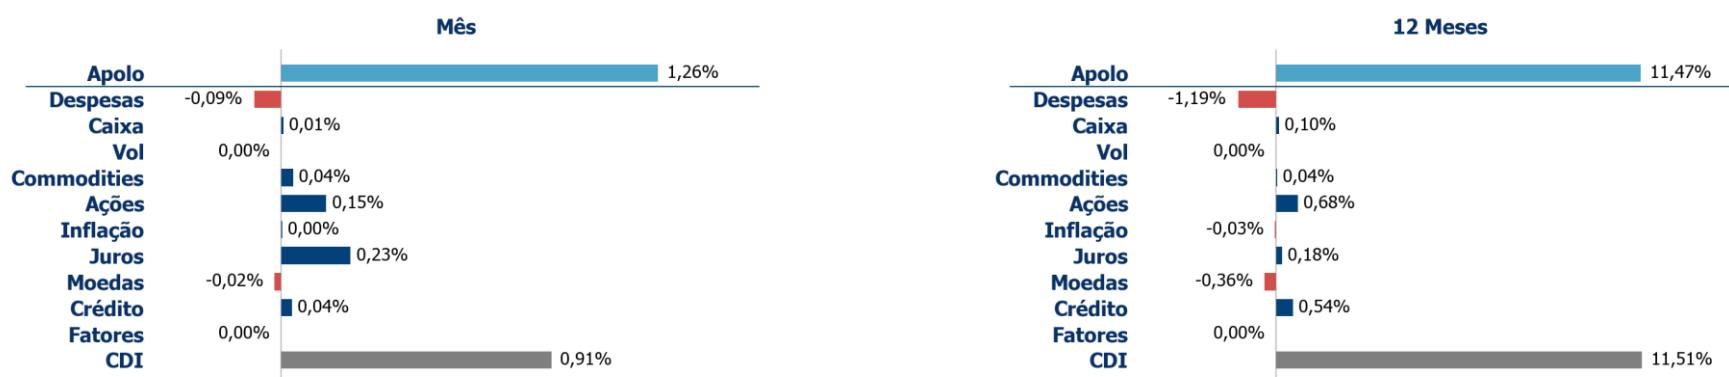 Mês
Apolo 1,26%
Despesas -0,09%
Caixa 0,01%
Vol 0,00%
Commodities 0,04%
Ações 0,15%
Inflação 0,00%
Juros 0,23%
Moedas -0,02%
Crédito 0,04%
Fatores 0,00%
CDI 0,91%
12 Meses
Apolo 11,47%
Despesas -1,19%
Caixa 0,10%
Vol 0,00%
Commodities 0,04%
Ações 0,68%
Inflação -0,03%
Juros 0,18%
Moedas -0,36%
Crédito 0,54%
Fatores 0,00%
CDI 11,51%